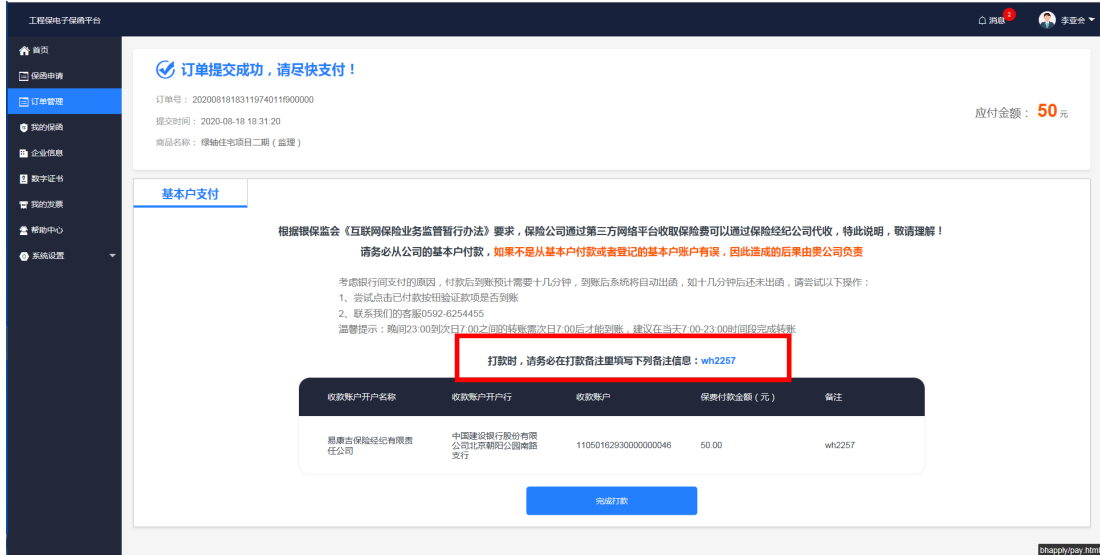 工程保电子保函平台
消息 2
李亚会
首页
保函申请
订单管理
我的保函
企业信息
数字证书
我的发票
帮助中心
系统设置
订单提交成功，请尽快支付！
订单号： 2020081818311974011f900000
提交时间： 2020-08-18 18:31:20
商品名称： 绿轴住宅项目二期（监理）
应付金额： 50 元
基本户支付
根据银保监会《互联网保险业务监管暂行办法》要求，保险公司通过第三方网络平台收取保险费可以通过保险经纪公司代收，特此说明，敬请理解！
请务必从公司的基本户付款，如果不是从基本户付款或者登记的基本户账户有误，因此造成的后果由贵公司负责
考虑银行间支付的原因，付款后到账预计需要十几分钟，到账后系统将自动出函，如十几分钟后还未出函，请尝试以下操作：
1、尝试点击已付款按钮验证款项是否到账
2、联系我们的客服0592-6254455
温馨提示：晚间23:00到次日7:00之间的转账需次日7:00后才能到账，建议在当天7:00-23:00时间段完成转账
打款时，请务必在打款备注里填写下列备注信息：wh2257
收款账户开户名称 收款账户开户行 收款账户 保费付款金额（元） 备注
易康吉保险经纪有限责
任公司
中国建设银行股份有限
公司北京朝阳公园南路
支行
11050162930000000046
50.00
wh2257
完成打款
bhapply/pay.html